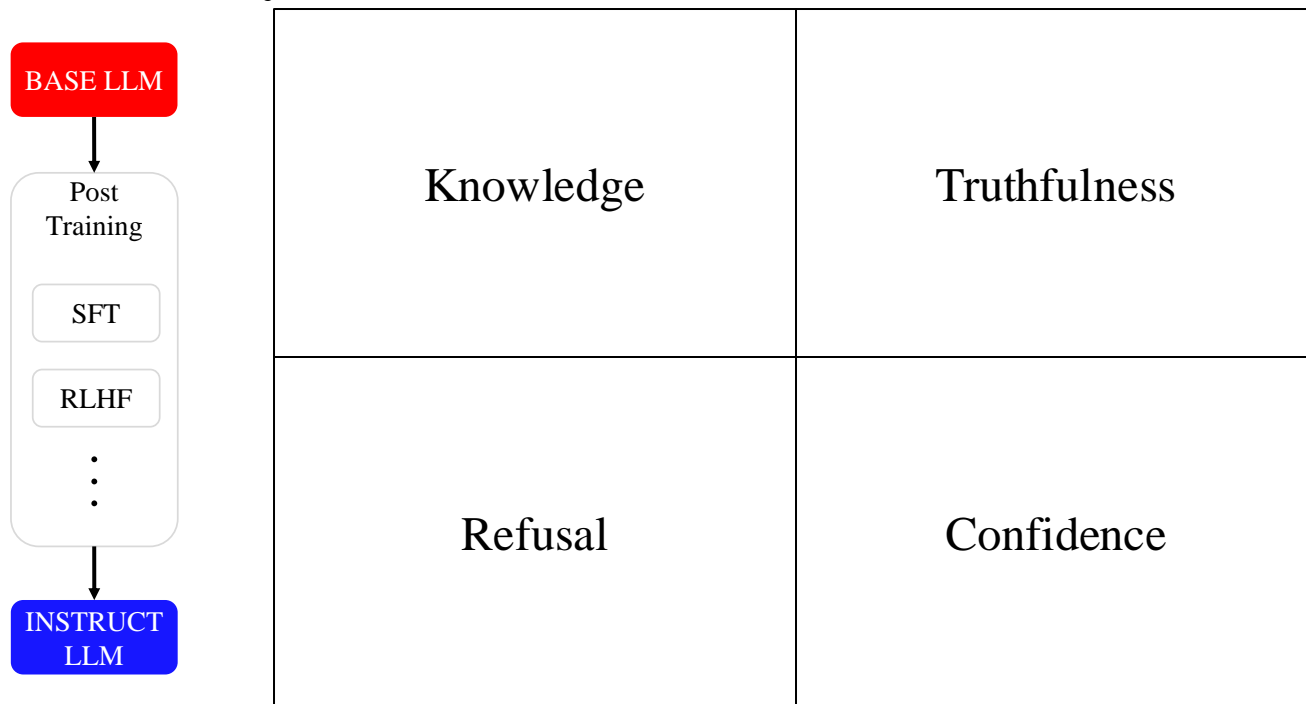 BASE LLM
Post
Training
SFT
RLHF
INSTRUCT
LLM
Knowledge
Truthfulness
Refusal
Confidence